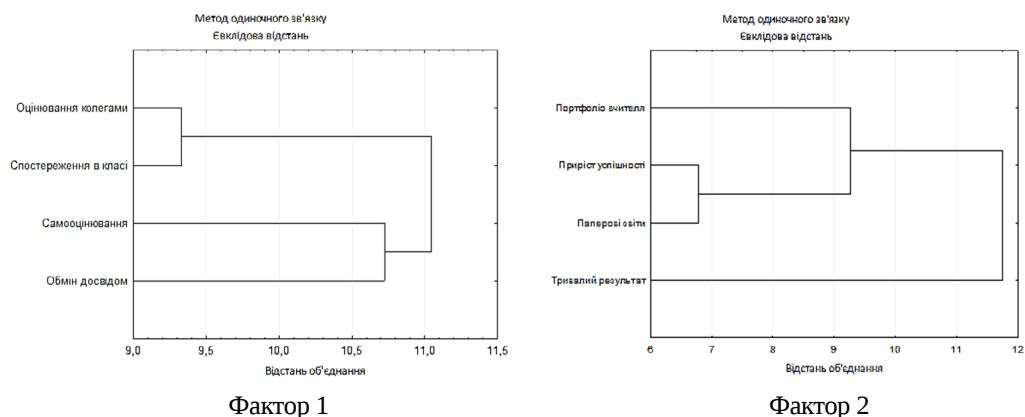 Метод одиночного зв'язку
Євклідова відстань
Оцінювання колегами
Спостереження в класі
Самооцінювання
Обмін досвідом
9,0 9,5 10,0 10,5 11,0 11,5
Відстань об'єднання
Фактор 1
Метод одиночного зв'язку
Євклідова відстань
Портфоліо вчителя
Приріст успішності
Паперові звіти
Тривалий результат
6 7 8 9 10 11 12
Відстань об'єднання
Фактор 2